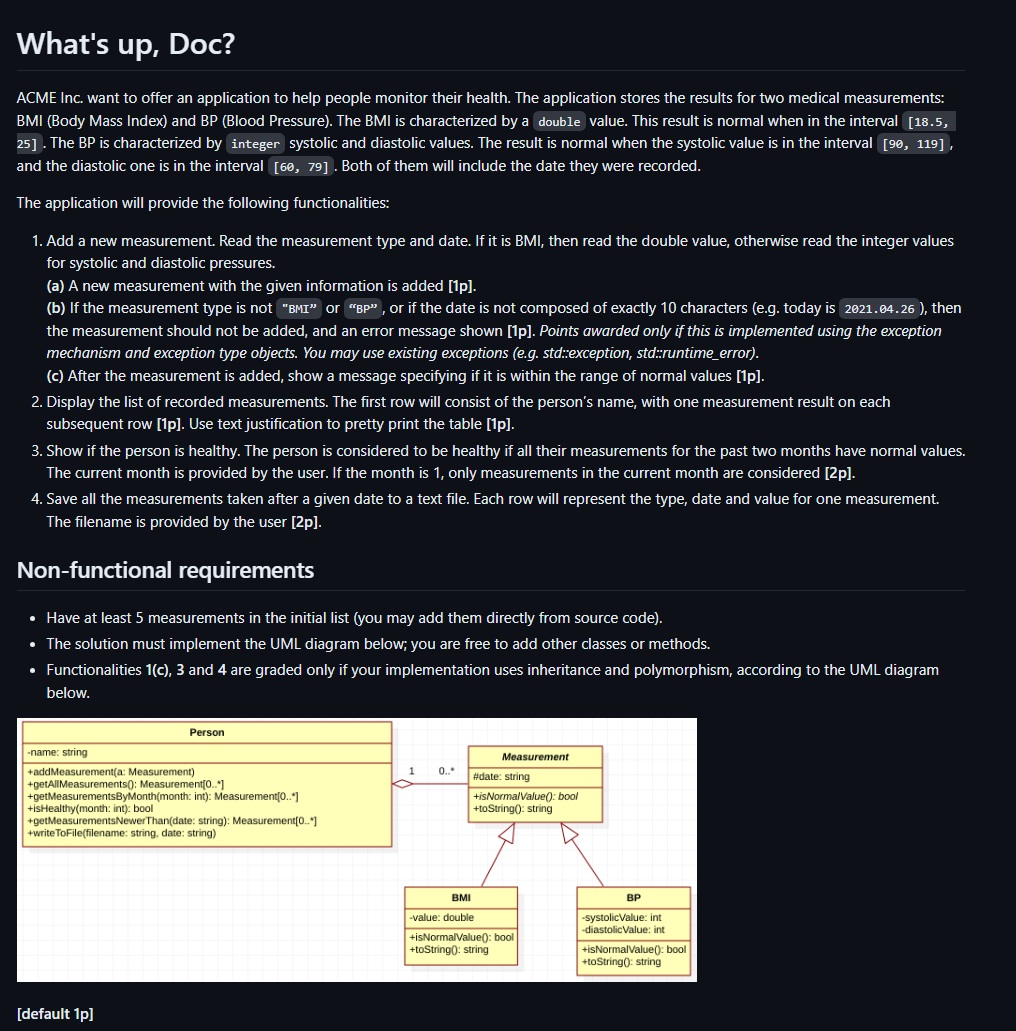 What's up, Doc?
ACME Inc. want to offer an application to help people monitor their health. The application stores the results for two medical measurements:
BMI (Body Mass Index) and BP (Blood Pressure). The BMI is characterized by a double value. This result is normal when in the interval [18.5,
25]. The BP is characterized by integer systolic and diastolic values. The result is normal when the systolic value is in the interval [90, 119],
and the diastolic one is in the interval [60, 79]. Both of them will include the date they were recorded.
The application will provide the following functionalities:
1. Add a new measurement. Read the measurement type and date. If it is BMI, then read the double value, otherwise read the integer values
for systolic and diastolic pressures.
(a) A new measurement with the given information is added [1p].
(b) If the measurement type is not "BMI” or “BP”, or if the date is not composed of exactly 10 characters (e.g. today is 2021.04.26), then
the measurement should not be added, and an error message shown [1p]. Points awarded only if this is implemented using the exception
mechanism and exception type objects. You may use existing exceptions (e.g. std::exception, std::runtime_error).
(c) After the measurement is added, show a message specifying if it is within the range of normal values [1p].
2. Display the list of recorded measurements. The first row will consist of the person’s name, with one measurement result on each
subsequent row [1p]. Use text justification to pretty print the table [1p].
3. Show if the person is healthy. The person is considered to be healthy if all their measurements for the past two months have normal values.
The current month is provided by the user. If the month is 1, only measurements in the current month are considered [2p].
4. Save all the measurements taken after a given date to a text file. Each row will represent the type, date and value for one measurement.
The filename is provided by the user [2p].
Non-functional requirements
• Have at least 5 measurements in the initial list (you may add them directly from source code).
• The solution must implement the UML diagram below; you are free to add other classes or methods.
• Functionalities 1(c), 3 and 4 are graded only if your implementation uses inheritance and polymorphism, according to the UML diagram
below.
Person
-name: string
+addMeasurement(a: Measurement)
+getAllMeasurements(): Measurement[0..*]
+getMeasurementsByMonth(month: int): Measurement[0..*]
+isHealthy(month: int): bool
+getMeasurementsNewerThan(date: string): Measurement[0..*]
+writeToFile(filename: string, date: string)
1
0..*
Measurement
#date: string
+isNormalValue(): bool
+toString(): string
BMI
-value: double
+isNormalValue(): bool
+toString(): string
BP
-systolicValue: int
-diastolicValue: int
+isNormalValue(): bool
+toString(): string
[default 1p]